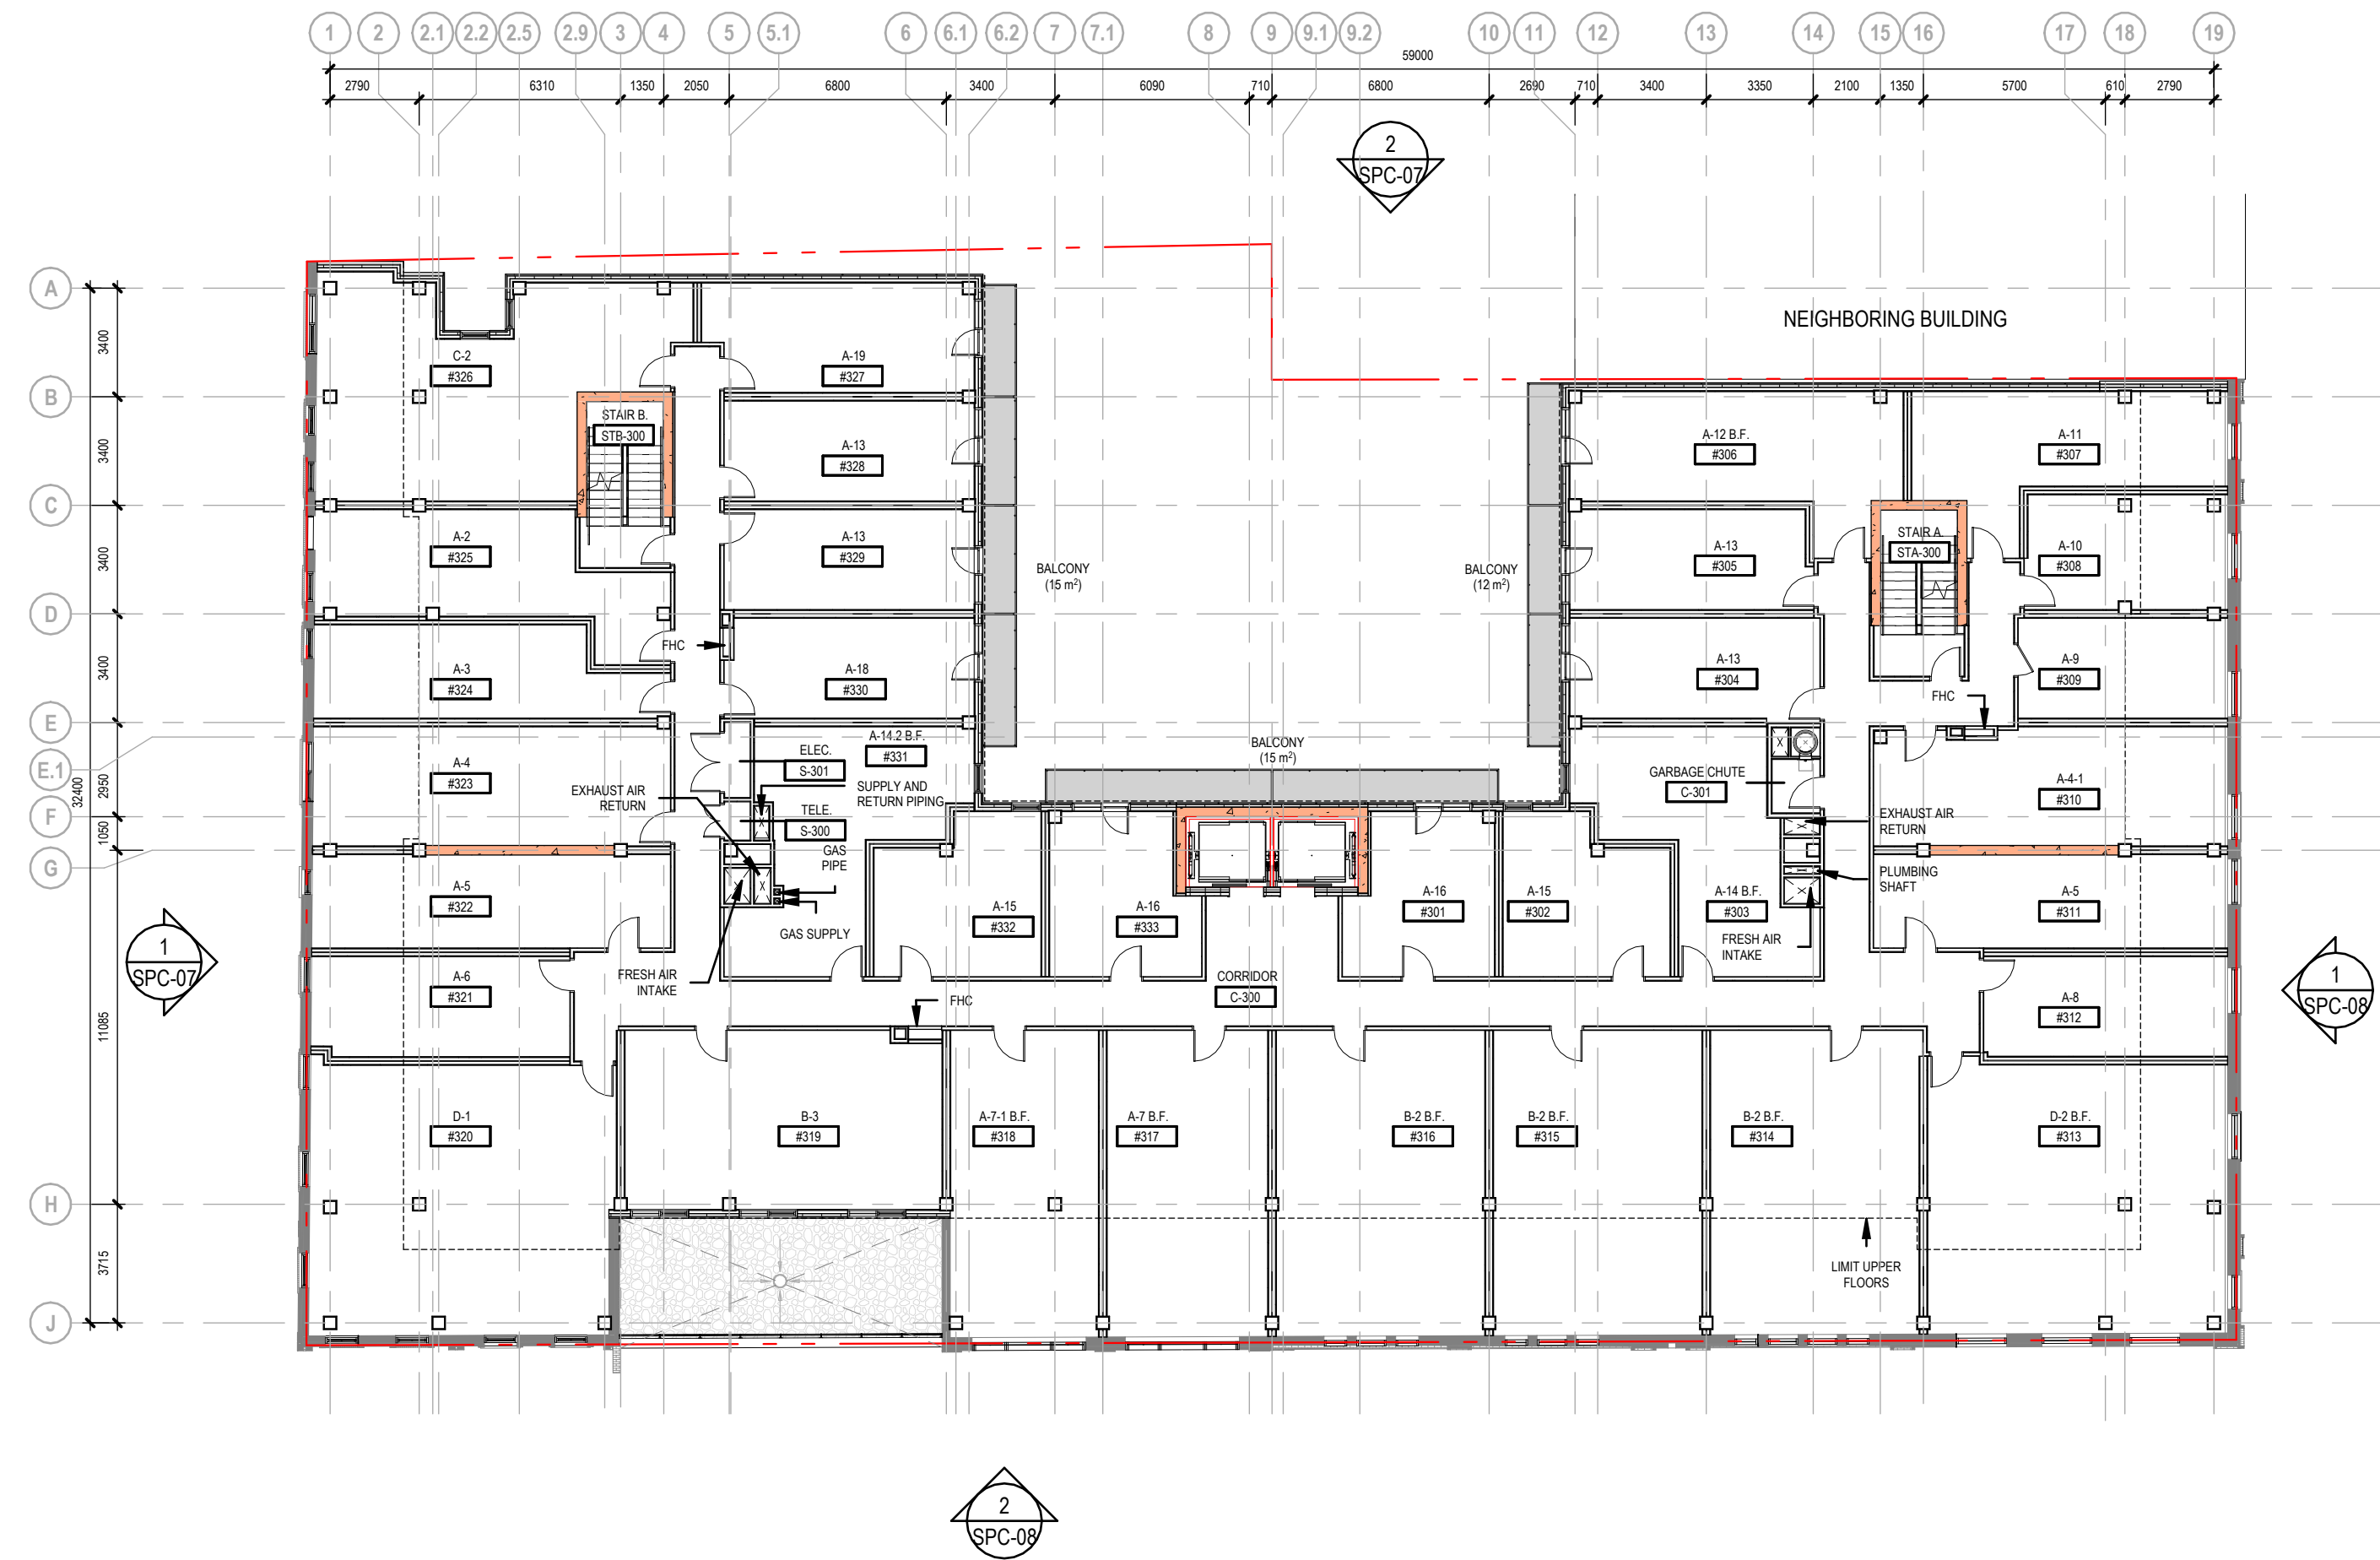 1 2 2.1 2.2 2.5 2.9 3 4 5 5.1 6 6.1 6.2 7 7.1 8 9 9.1 9.2 10 11 12 13 14 15 16 17 18 19
59000
2790 6310 1350 2050 6800 3400 6090 710 6800 2690 710 3400 3350 2100 1350 5700 610 2790
2
SPC-07
A
B
C
D
E
E.1
F
G
H
J
3400
3400
3400
3400
2950
1050
11085
3715
32400
NEIGHBORING BUILDING
C-2
#326
A-19
#327
STAIR B.
STB-300
A-13
#328
A-12 B.F.
#306
A-11
#307
A-2
#325
A-13
#329
BALCONY
(15 m²)
BALCONY
(12 m²)
A-13
#305
STAIR A.
STA-300
A-10
#308
FHC
A-3
#324
A-18
#330
A-13
#304
A-9
#309
FHC
A-14.2 B.F.
#331
BALCONY
(15 m²)
ELEC.
S-301
A-4
#323
EXHAUST AIR
RETURN
SUPPLY AND
RETURN PIPING
TELE.
S-300
GAS
PIPE
GARBAGE CHUTE
C-301
A-4-1
#310
EXHAUST AIR
RETURN
PLUMBING
SHAFT
A-5
#322
A-15
#332
A-16
#333
A-16
#301
A-15
#302
A-14 B.F.
#303
A-5
#311
GAS SUPPLY
FRESH AIR
INTAKE
FRESH AIR
INTAKE
1
SPC-07
A-6
#321
CORRIDOR
C-300
FHC
A-8
#312
1
SPC-08
D-1
#320
B-3
#319
A-7-1 B.F.
#318
A-7 B.F.
#317
B-2 B.F.
#316
B-2 B.F.
#315
B-2 B.F.
#314
D-2 B.F.
#313
LIMIT UPPER
FLOORS
2
SPC-08